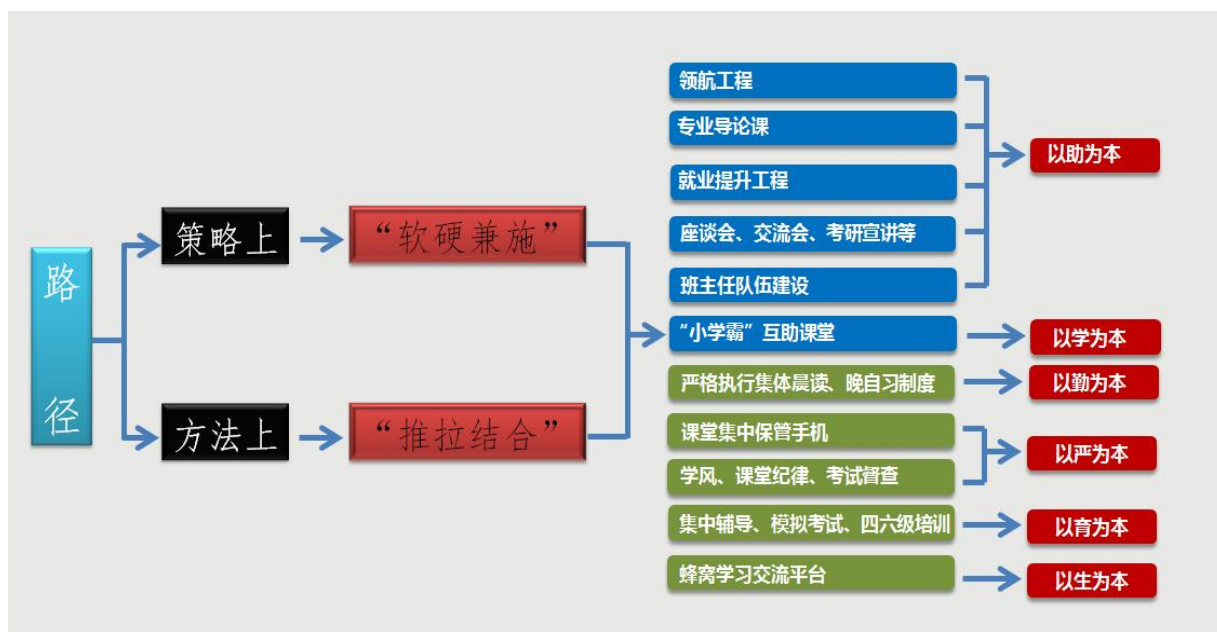 路径
策略上
“软硬兼施”
方法上
“推拉结合”
领航工程
专业导论课
就业提升工程
座谈会、交流会、考研宣讲等
班主任队伍建设
“小学霸”互助课堂
严格执行集体晨读、晚自习制度
课堂集中保管手机
学风、课堂纪律、考试督查
集中辅导、模拟考试、四六级培训
蜂窝学习交流平台
以助为本
以学为本
以勤为本
以严为本
以育为本
以生为本